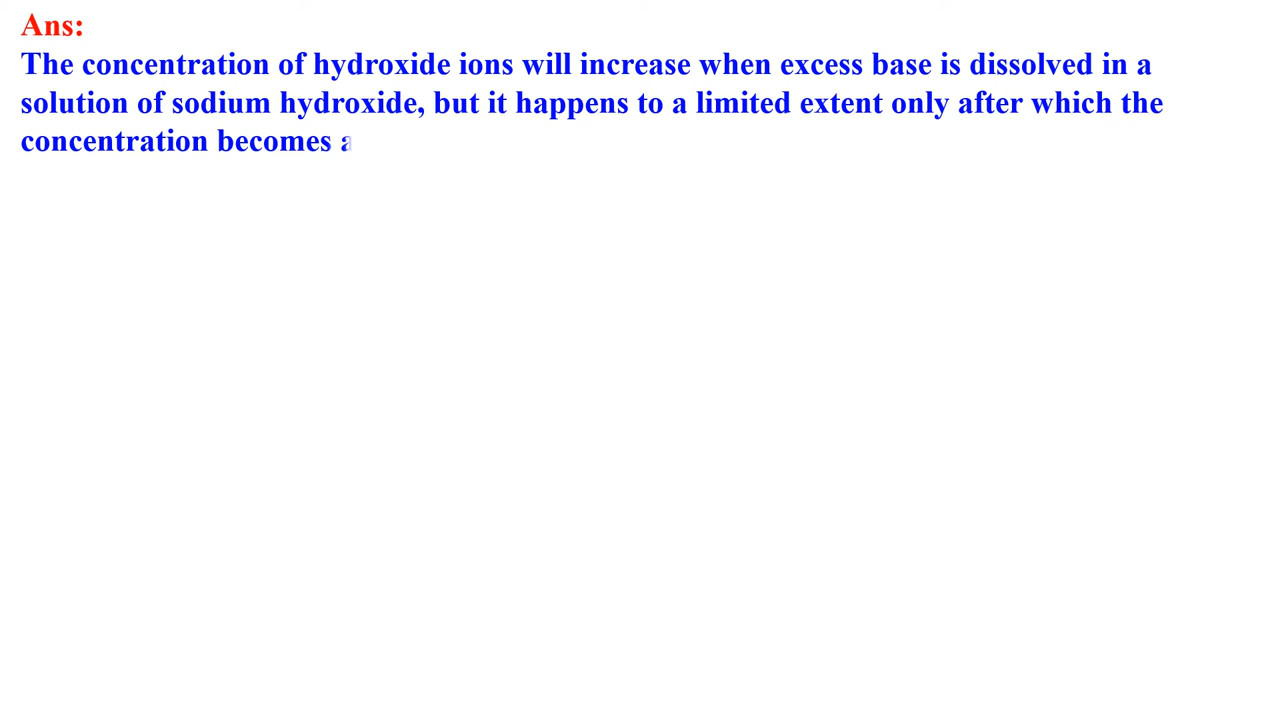 Ans:
The concentration of hydroxide ions will increase when excess base is dissolved in a
solution of sodium hydroxide, but it happens to a limited extent only after which the
concentration becomes a